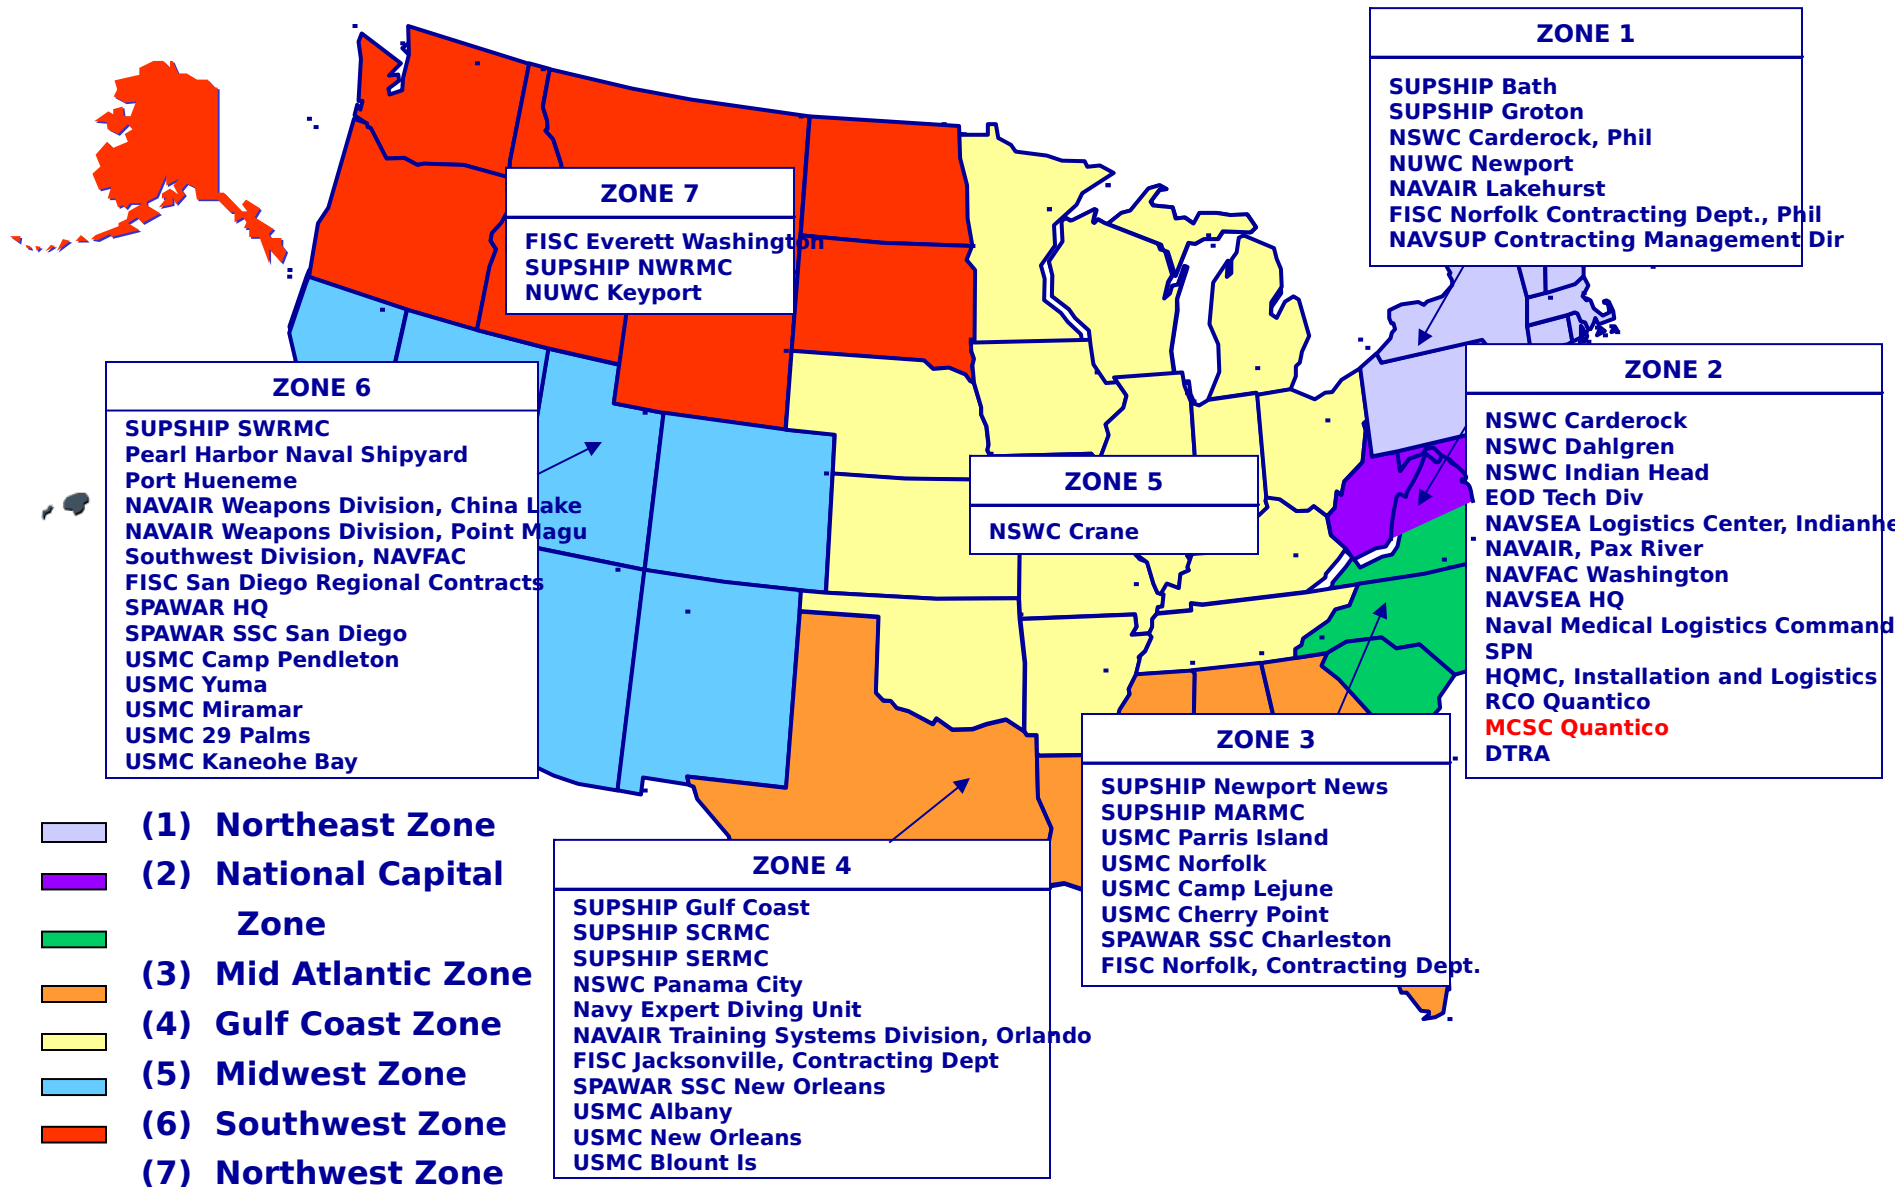 ZONE 1
SUPSHIP Bath
SUPSHIP Groton
NSWC Carderock, Phil
NUWC Newport
NAVAIR Lakehurst
FISC Norfolk Contracting Dept., Phil
NAVSUP Contracting Management Dir
ZONE 7
FISC Everett Washington
SUPSHIP NWRMC
NUWC Keyport
ZONE 6
SUPSHIP SWRMC
Pearl Harbor Naval Shipyard
Port Hueneme
NAVAIR Weapons Division, China Lake
NAVAIR Weapons Division, Point Magu
Southwest Division, NAVFAC
FISC San Diego Regional Contracts
SPAWAR HQ
SPAWAR SSC San Diego
USMC Camp Pendleton
USMC Yuma
USMC Miramar
USMC 29 Palms
USMC Kaneohe Bay
ZONE 2
NSWC Carderock
NSWC Dahlgren
NSWC Indian Head
EOD Tech Div
NAVSEA Logistics Center, Indianhe
NAVAIR, Pax River
NAVFAC Washington
NAVSEA HQ
Naval Medical Logistics Command
SPN
HQMC, Installation and Logistics
RCO Quantico
MCSC Quantico
DTRA
ZONE 5
NSWC Crane
ZONE 3
SUPSHIP Newport News
SUPSHIP MARMC
USMC Parris Island
USMC Norfolk
USMC Camp Lejune
USMC Cherry Point
SPAWAR SSC Charleston
FISC Norfolk, Contracting Dept.
ZONE 4
SUPSHIP Gulf Coast
SUPSHIP SCRMC
SUPSHIP SERMC
NSWC Panama City
Navy Expert Diving Unit
NAVAIR Training Systems Division, Orlando
FISC Jacksonville, Contracting Dept
SPAWAR SSC New Orleans
USMC Albany
USMC New Orleans
USMC Blount Is
(1) Northeast Zone
(2) National Capital
Zone
(3) Mid Atlantic Zone
(4) Gulf Coast Zone
(5) Midwest Zone
(6) Southwest Zone
(7) Northwest Zone